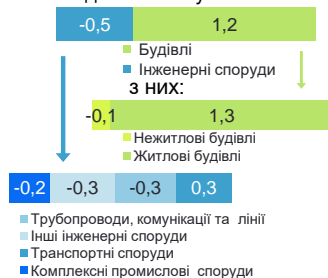 -0,5 1,2
Будівлі
Інженерні споруди
з них:
-0,1 1,3
Нежитлові будівлі
Житлові будівлі
-0,2 -0,3 -0,3 0,3
Трубопроводи, комунікації та лінії
Інші інженерні споруди
Транспортні споруди
Комплексні промислові споруди